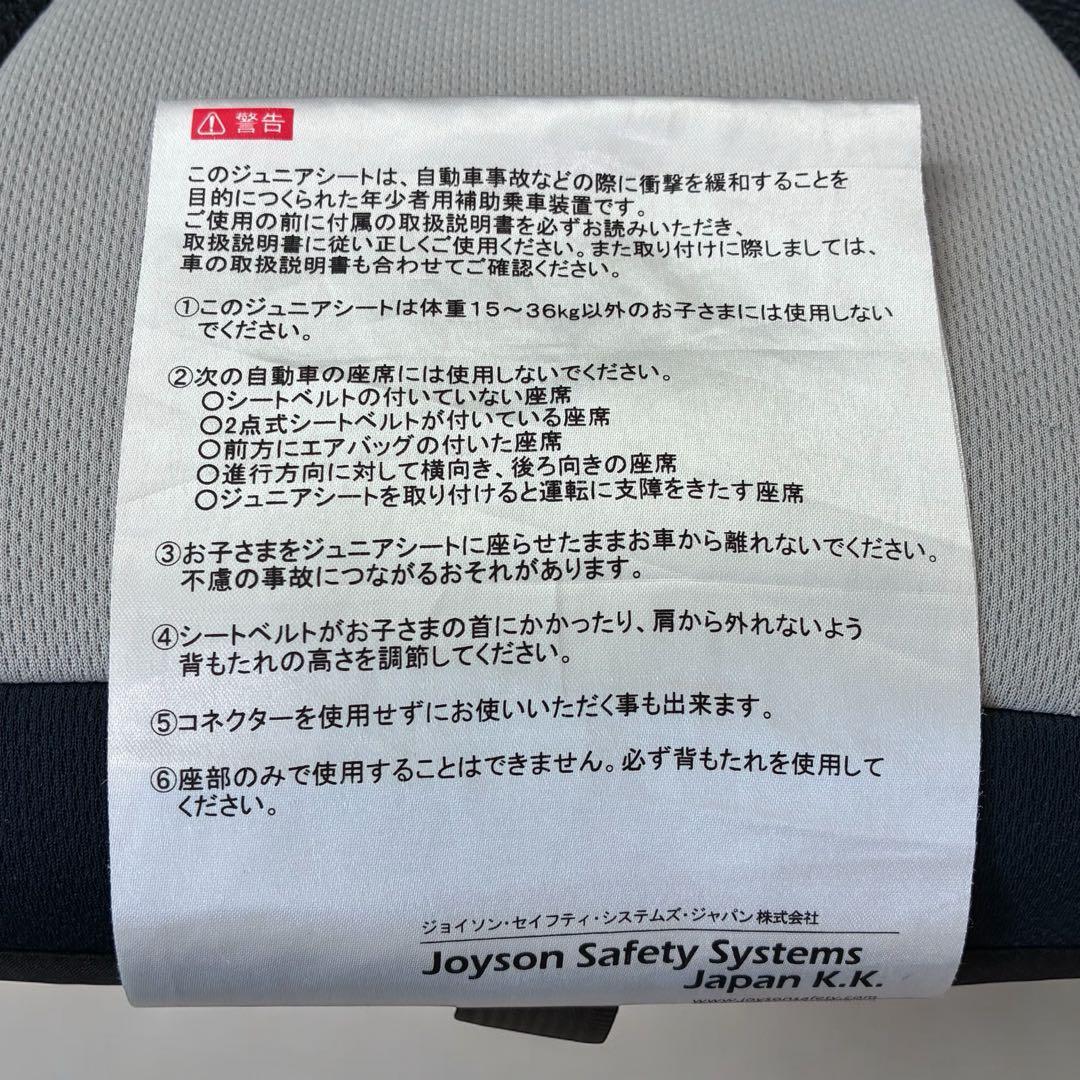 警告
このジュニアシートは、自動車事故などの際に衝撃を緩和することを
目的につくられた年少者用補助乗車装置です。
ご使用の前に付属の取扱説明書を必ずお読みいただき、
取扱説明書に従い正しくご使用ください。また取り付けに際しましては、
車の取扱説明書も合わせてご確認ください。
①このジュニアシートは体重15～36kg以外のお子さまには使用しない
でください。
②次の自動車の座席には使用しないでください。
○シートベルトの付いていない座席
○2点式シートベルトが付いている座席
○前方にエアバッグの付いた座席
○進行方向に対して横向き、後ろ向きの座席
○ジュニアシートを取り付けると運転に支障をきたす座席
③お子さまをジュニアシートに座らせたままお車から離れないでください。
不慮の事故につながるおそれがあります。
④シートベルトがお子さまの首にかかったり、肩から外れないよう
背もたれの高さを調節してください。
⑤コネクターを使用せずにお使いいただく事も出来ます。
⑥座部のみで使用することはできません。必ず背もたれを使用して
ください。
ジョイソン・セイフティ・システムズ・ジャパン株式会社
Joyson Safety Systems
Japan K.K.
www.joysonsafety.com